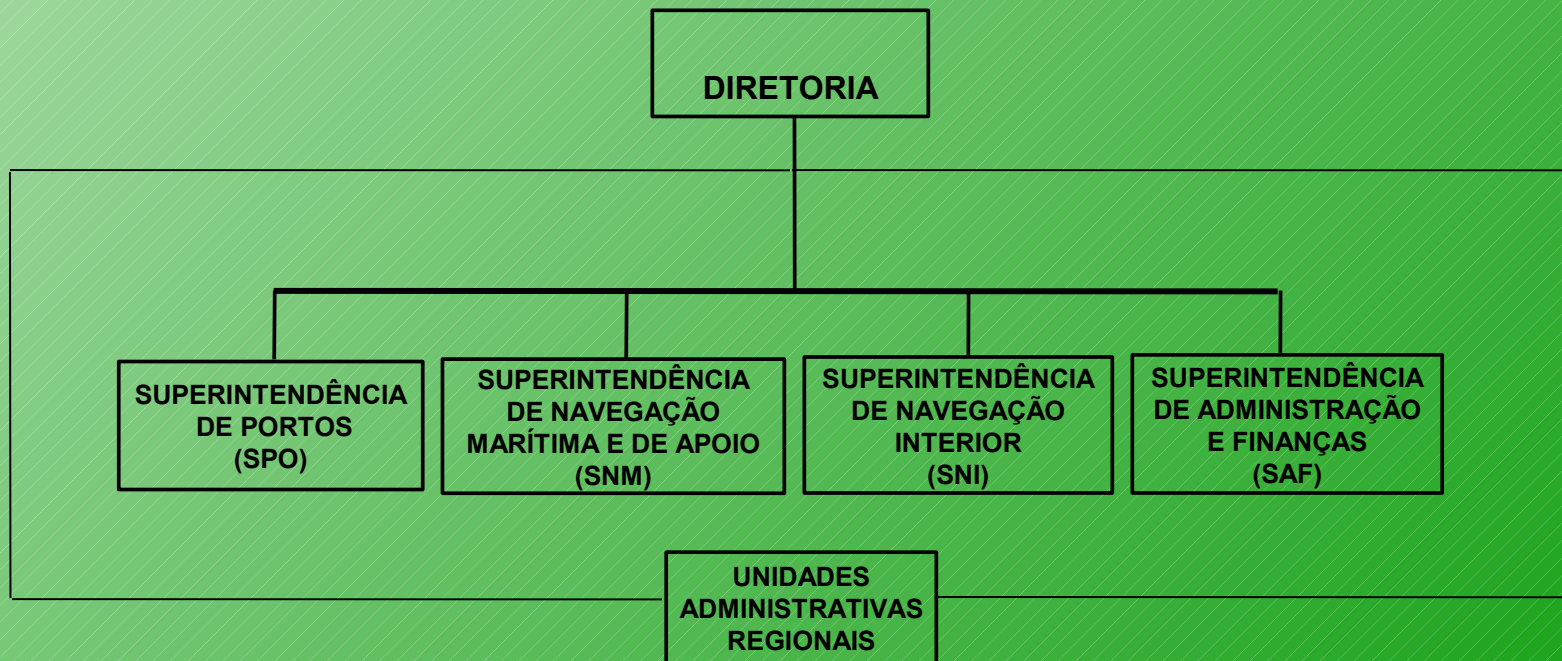 DIRETORIA
SUPERINTENDÊNCIA
DE PORTOS
(SPO)
SUPERINTENDÊNCIA
DE NAVEGAÇÃO
MARÍTIMA E DE APOIO
(SNM)
SUPERINTENDÊNCIA
DE NAVEGAÇÃO
INTERIOR
(SNI)
SUPERINTENDÊNCIA
DE ADMINISTRAÇÃO
E FINANÇAS
(SAF)
UNIDADES
ADMINISTRATIVAS
REGIONAIS